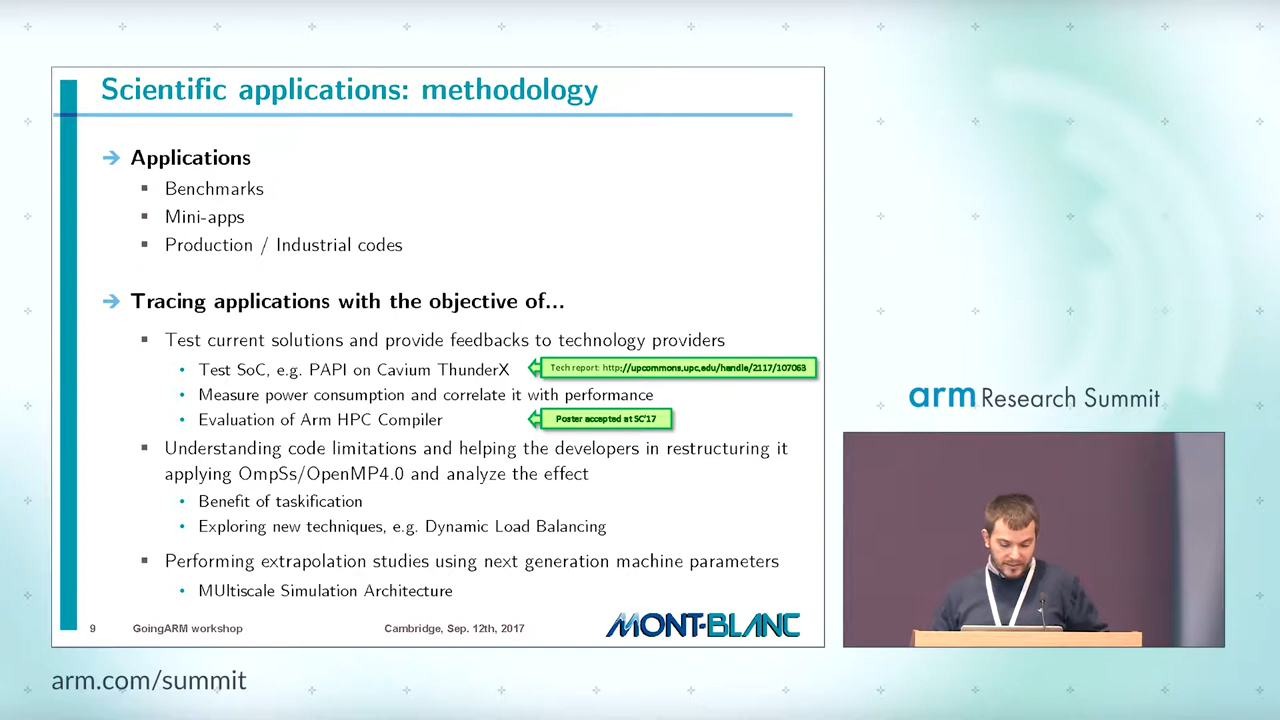 Scientific applications: methodology
Applications
Benchmarks
Mini-apps
Production / Industrial codes
Tracing applications with the objective of...
Test current solutions and provide feedbacks to technology providers
Test SoC, e.g. PAPI on Cavium ThunderX
Tech report: http://upcommons.upc.edu/handle/2117/107063
Measure power consumption and correlate it with performance
Evaluation of Arm HPC Compiler
Poster accepted at SC'17
Understanding code limitations and helping the developers in restructuring it
applying OmpSs/OpenMP4.0 and analyze the effect
Benefit of taskification
Exploring new techniques, e.g. Dynamic Load Balancing
Performing extrapolation studies using next generation machine parameters
MUltiscale Simulation Architecture
9 GoingARM workshop Cambridge, Sep. 12th, 2017 MONT-BLANC
arm Research Summit
arm.com/summit